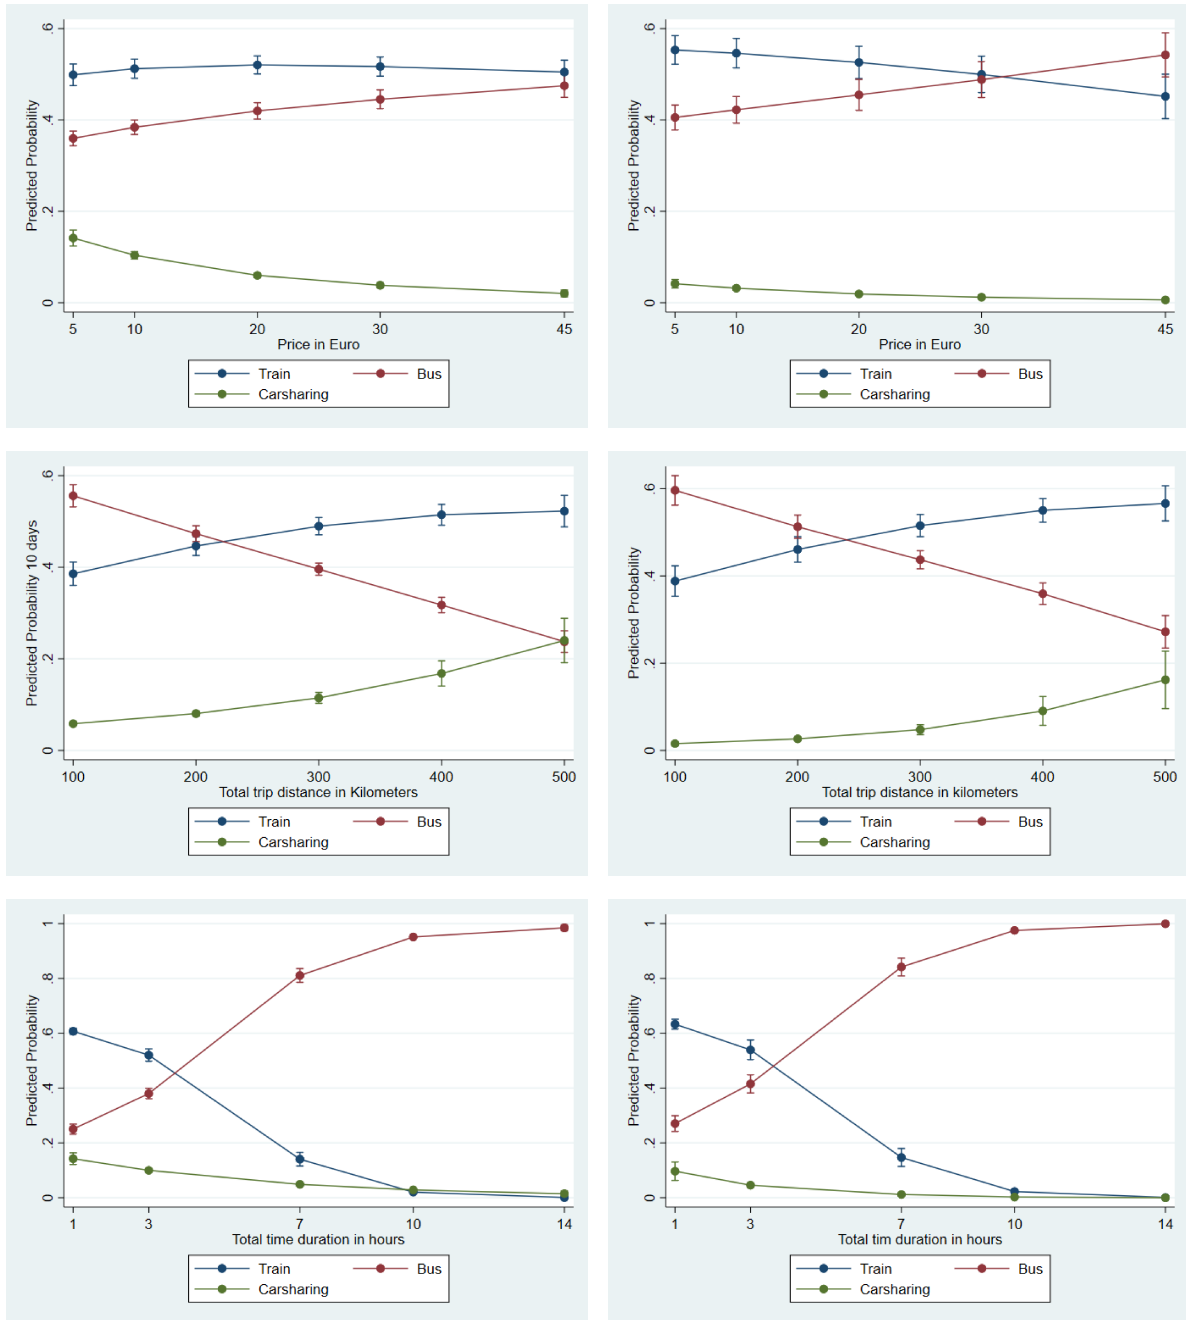 Predicted Probability
.6
.4
.2
0
5 10 20 30 45
Price in Euro
Train Bus
Carsharing
Predicted Probability
.6
.4
.2
0
5 10 20 30 45
Price in Euro
Train Bus
Carsharing
Predicted Probability 10 days
.6
.4
.2
0
100 200 300 400 500
Total trip distance in Kilometers
Train Bus
Carsharing
Predicted Probability
.6
.4
.2
0
100 200 300 400 500
Total trip distance in kilometers
Train Bus
Carsharing
Predicted Probability
1
.8
.6
.4
.2
0
1 3 7 10 14
Total time duration in hours
Train Bus
Carsharing
Predicted Probability
1
.8
.6
.4
.2
0
1 3 7 10 14
Total tim duration in hours
Train Bus
Carsharing